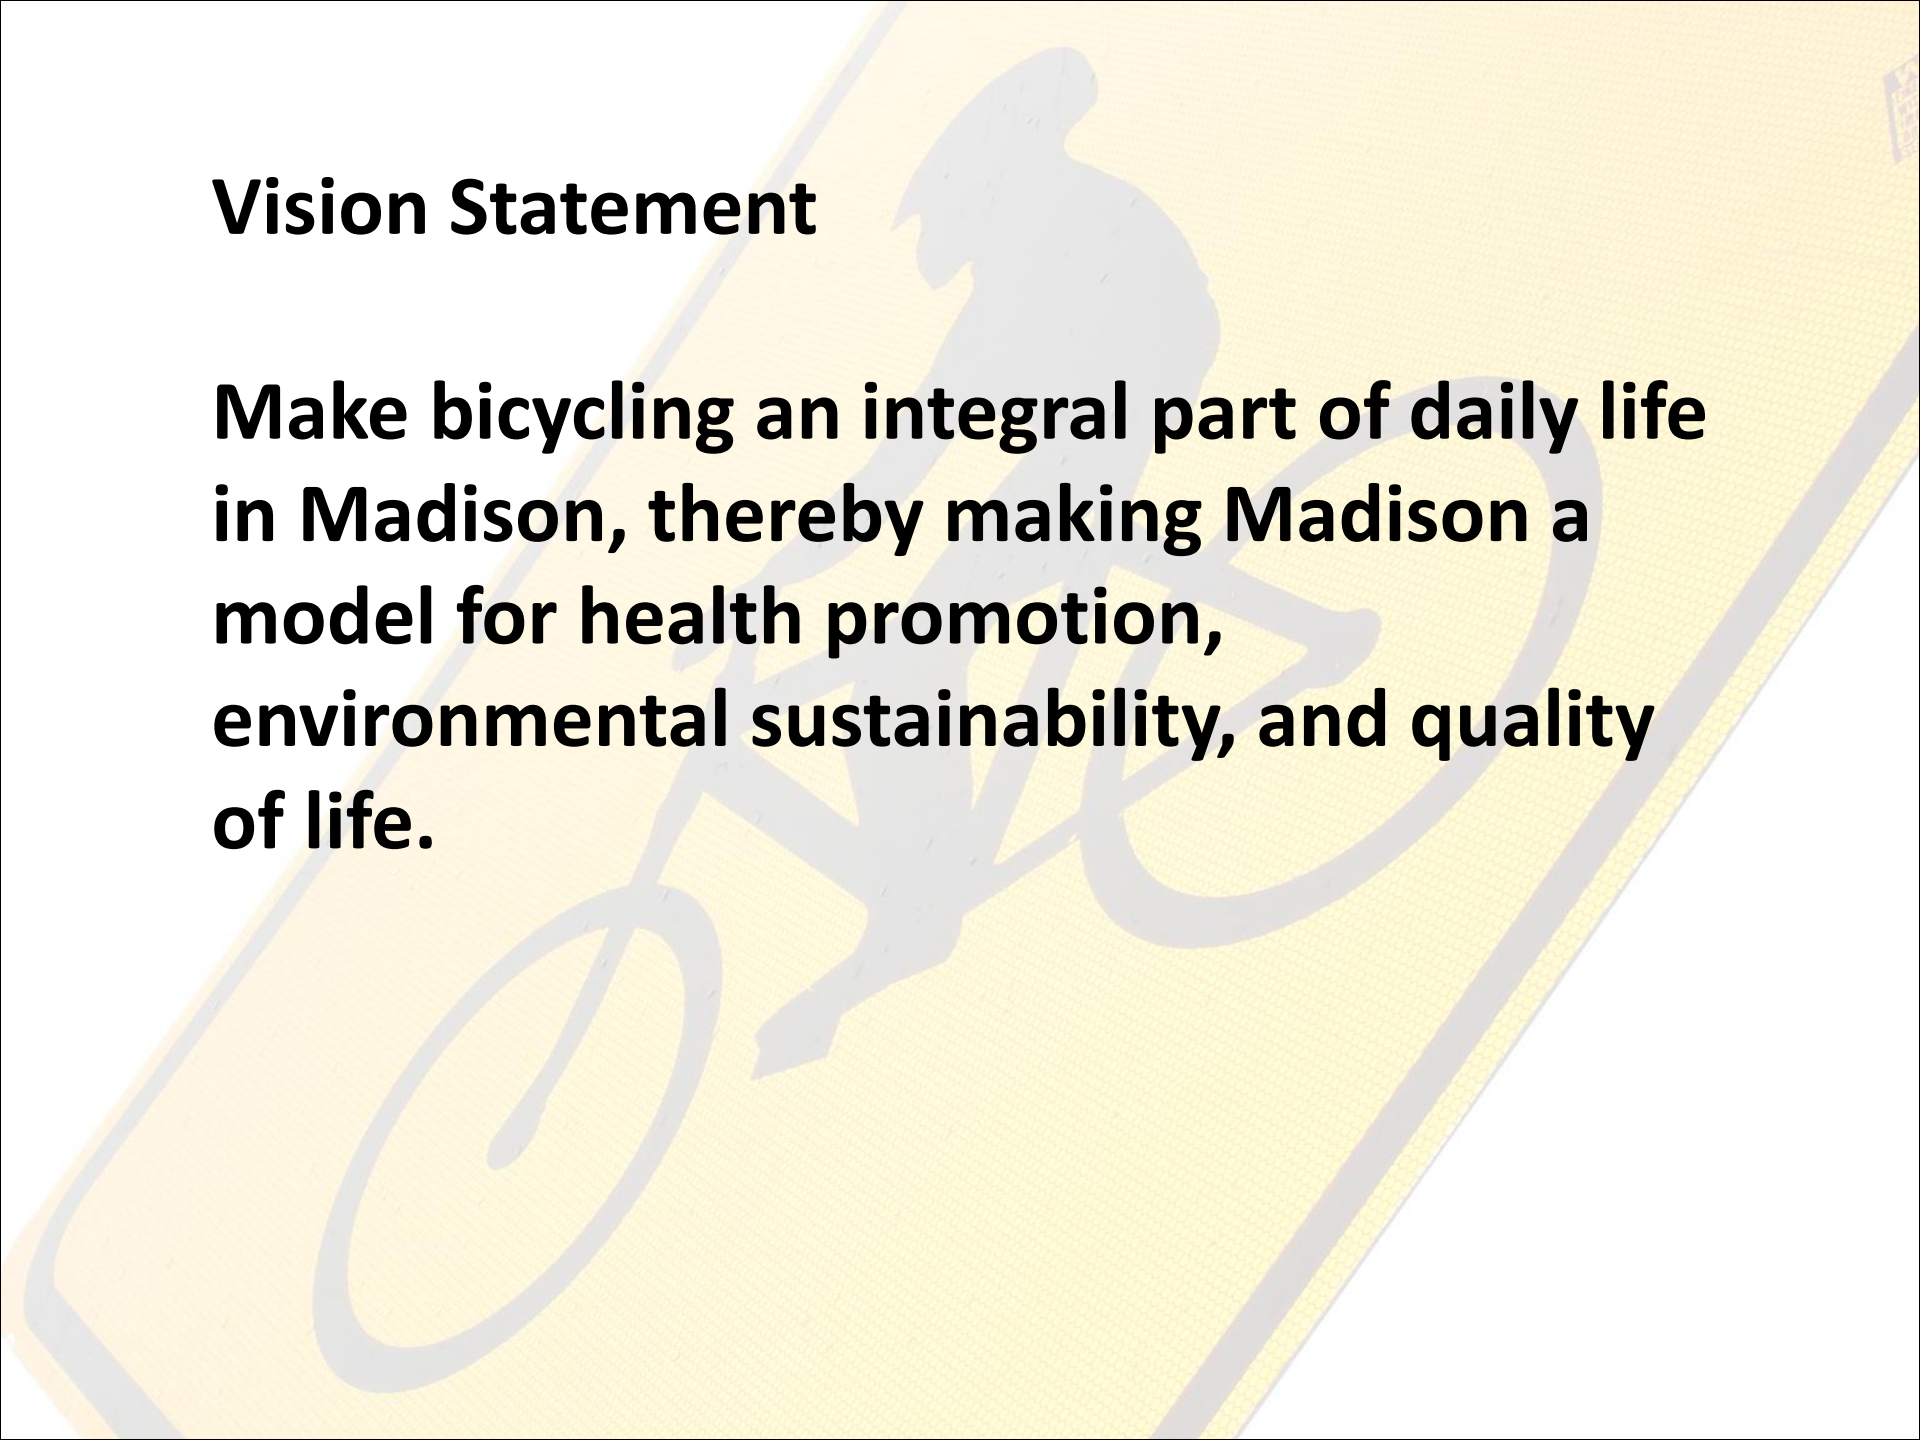 Vision Statement
Make bicycling an integral part of daily life
in Madison, thereby making Madison a
model for health promotion,
environmental sustainability, and quality
of life.